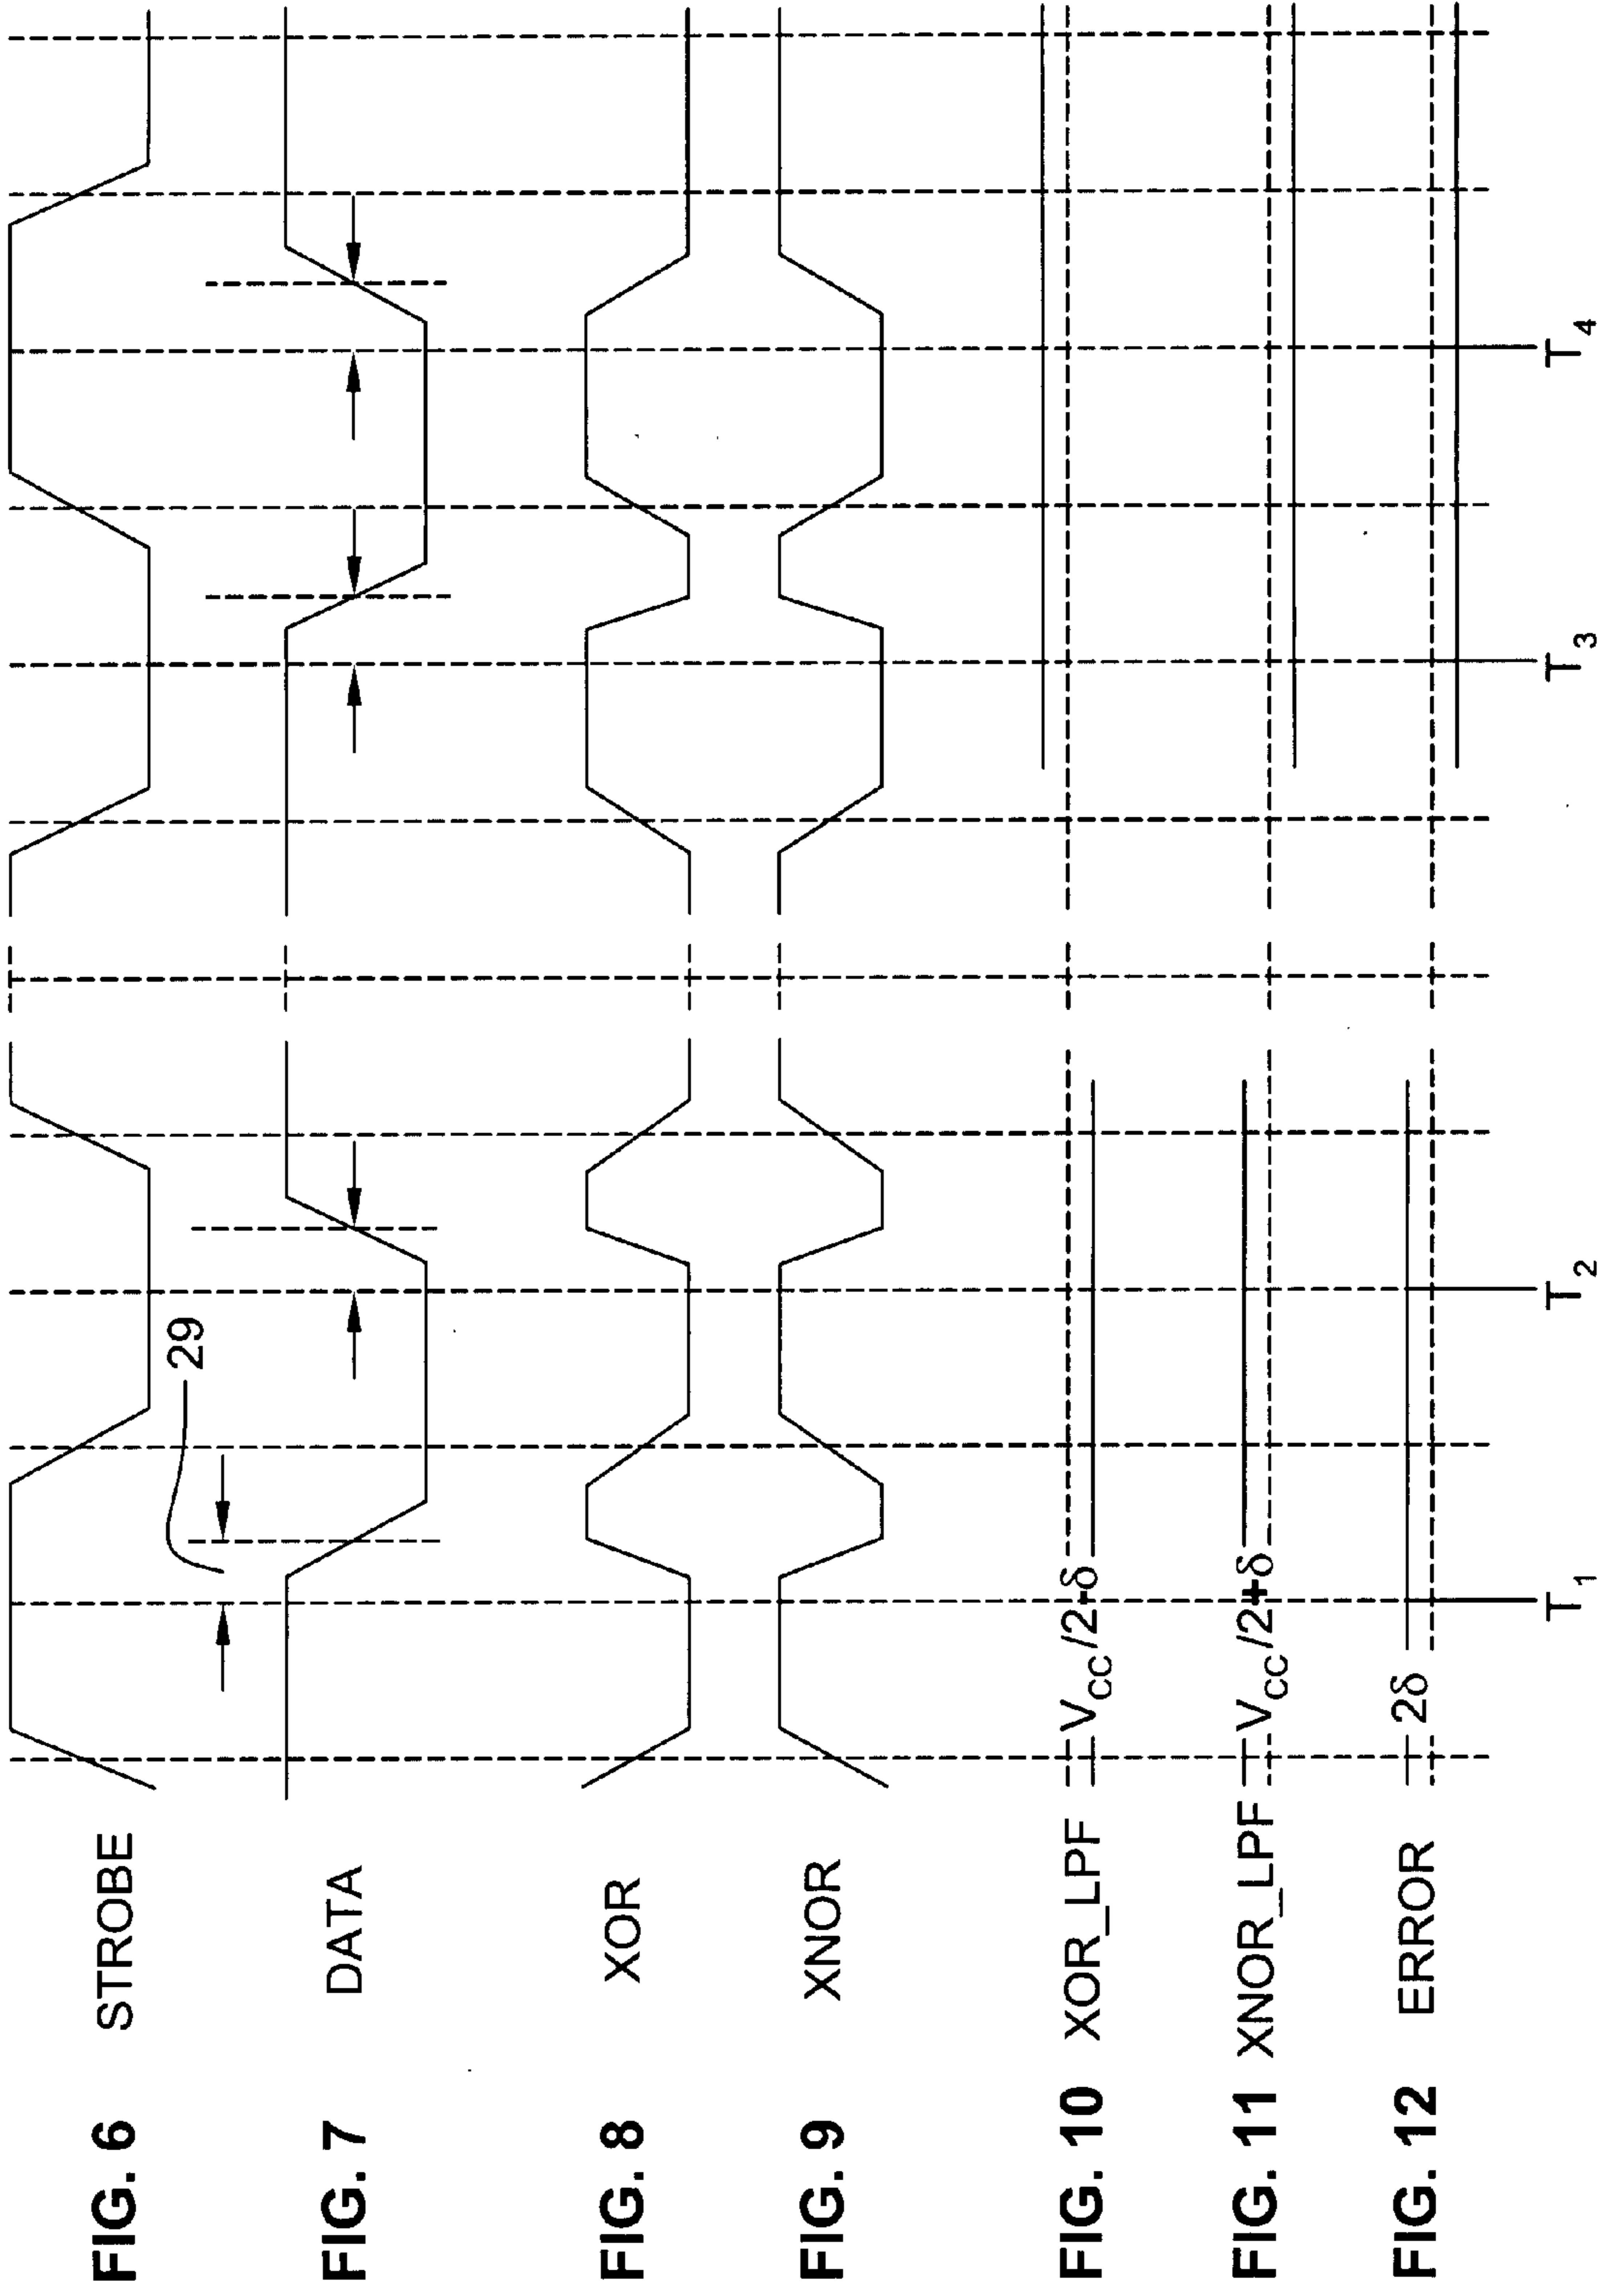 FIG. 6 STROBE
29
FIG. 7 DATA
FIG. 8 XOR
FIG. 9 XNOR
FIG. 10 XOR_LPF VCC/2-δ
FIG. 11 XNOR_LPF VCC/2+δ
FIG. 12 ERROR 2δ
T1 T2 T3 T4